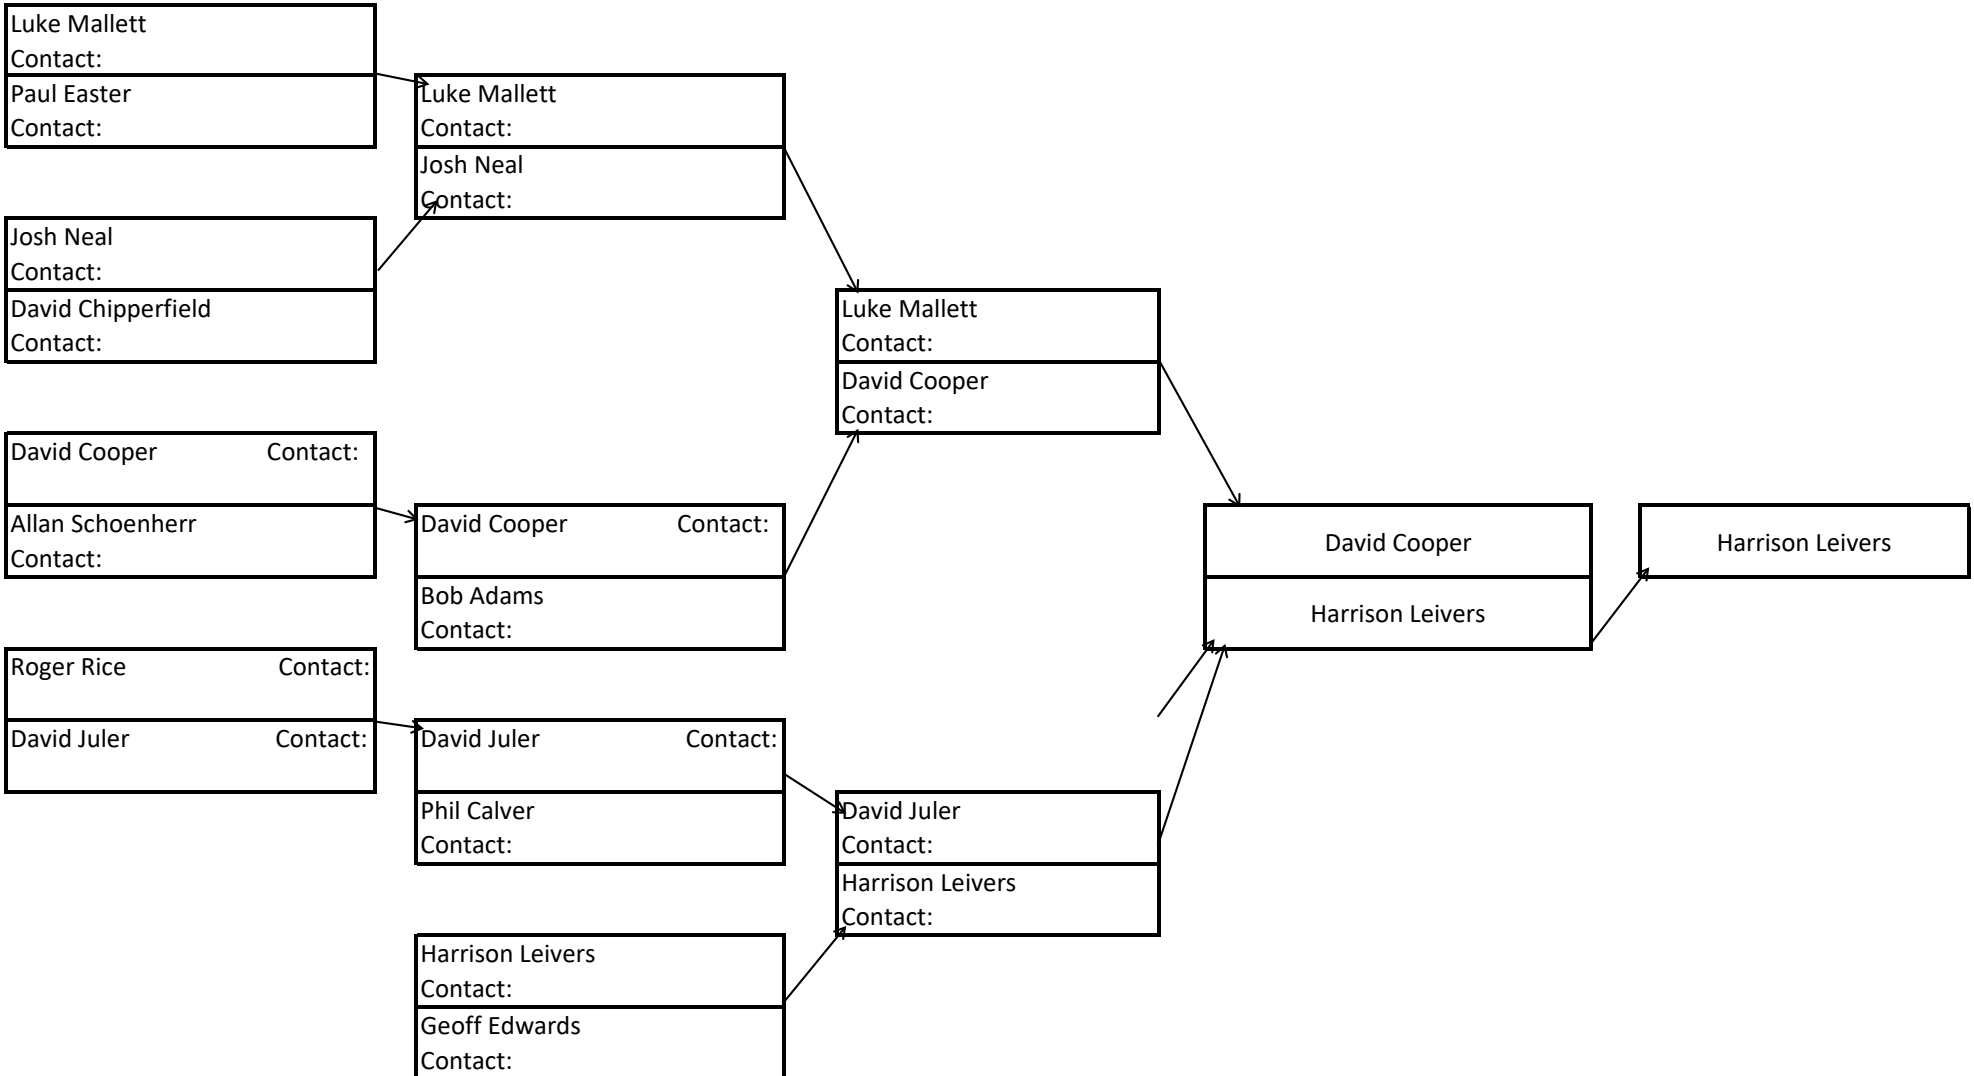 Luke Mallett
Contact:
Paul Easter
Contact:
Josh Neal
Contact:
David Chipperfield
Contact:
David Cooper Contact:
Allan Schoenherr
Contact:
Roger Rice Contact:
David Juler Contact:
Luke Mallett
Contact:
Josh Neal
Contact:
David Cooper Contact:
Bob Adams
Contact:
David Juler Contact:
Phil Calver
Contact:
Harrison Leivers
Contact:
Geoff Edwards
Contact:
Luke Mallett
Contact:
David Cooper
Contact:
David Juler
Contact:
Harrison Leivers
Contact:
David Cooper
Harrison Leivers
Harrison Leivers